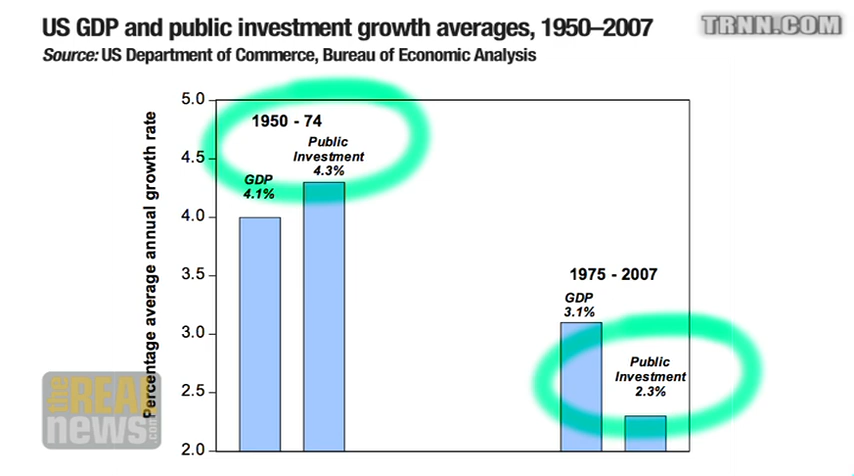 US GDP and public investment growth averages, 1950–2007
TRNN.COM
Source: US Department of Commerce, Bureau of Economic Analysis
Percentage average annual growth rate
5.0
4.5
4.0
3.5
3.0
2.5
2.0
1950 - 74
Public
Investment
4.3%
GDP
4.1%
1975 - 2007
GDP
3.1%
Public
Investment
2.3%
the REAL
news.com